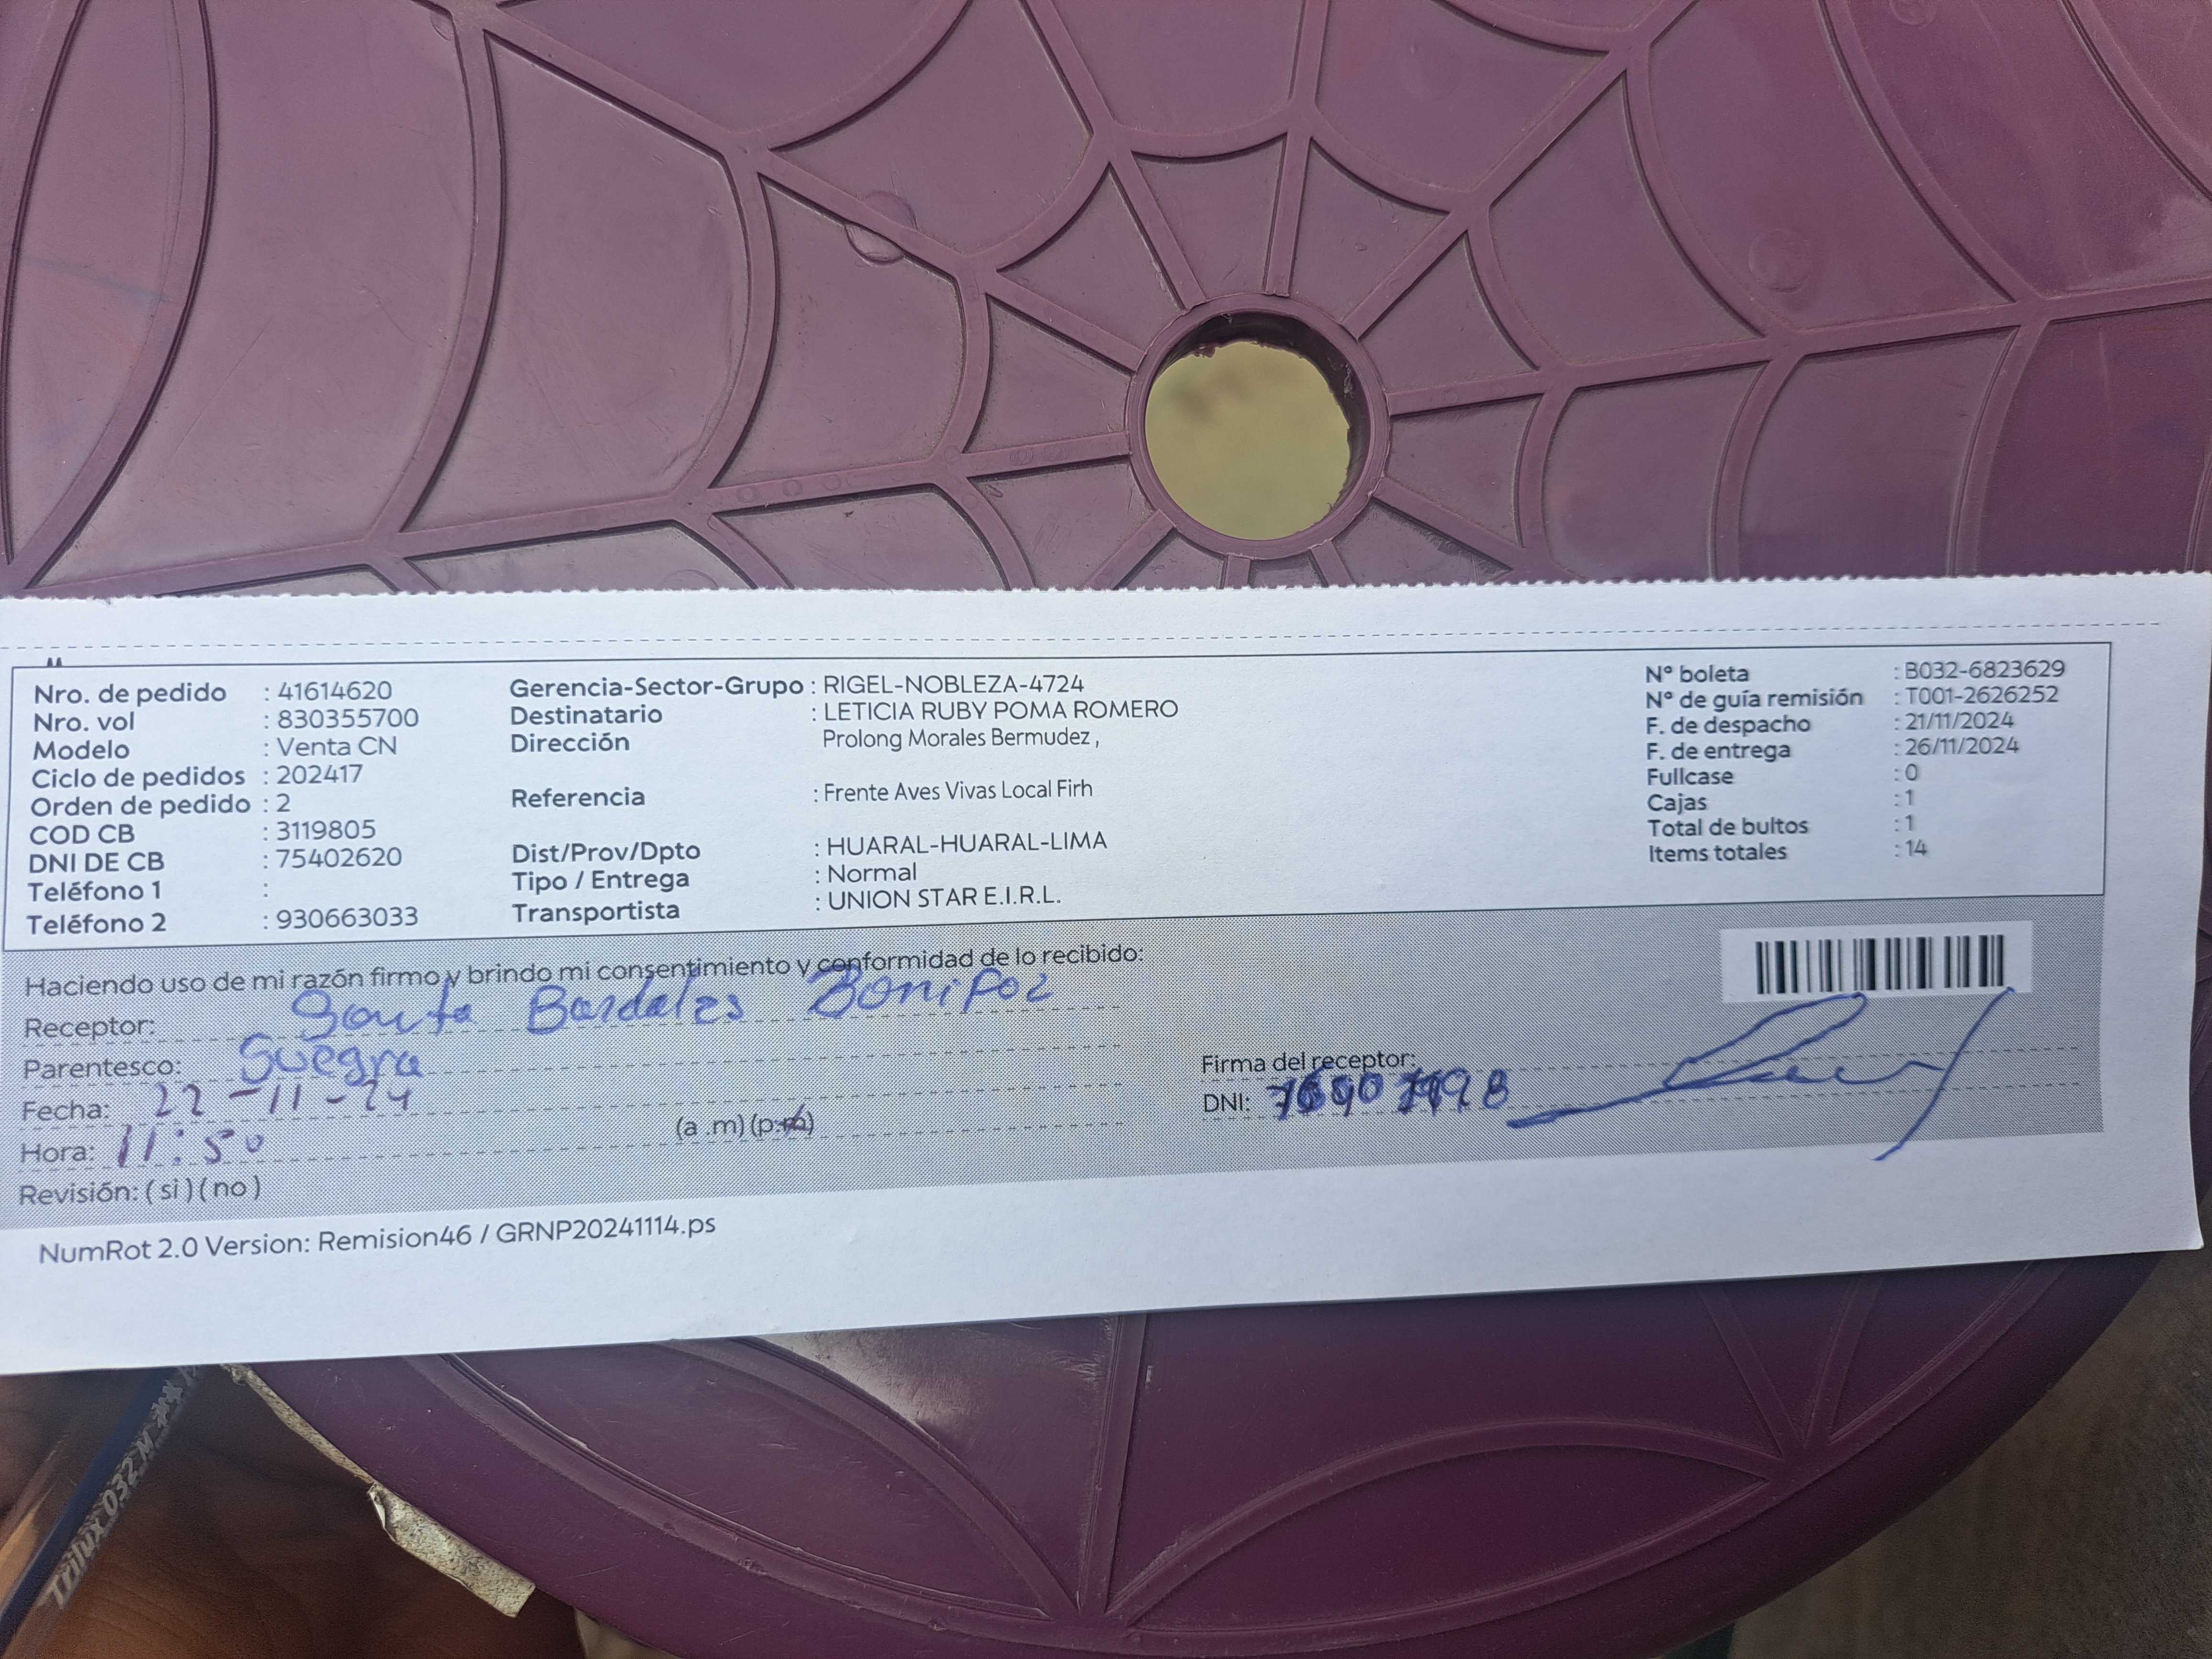 Nro. de pedido : 41614620
Nro. vol : 830355700
Modelo : Venta CN
Ciclo de pedidos : 202417
Orden de pedido : 2
COD CB : 3119805
DNI DE CB : 75402620
Teléfono 1 :
Teléfono 2 : 930663033
Gerencia-Sector-Grupo : RIGEL-NOBLEZA-4724
Destinatario : LETICIA RUBY POMA ROMERO
Dirección Prolong Morales Bermudez ,
Referencia : Frente Aves Vivas Local Firh
Dist/Prov/Dpto : HUARAL-HUARAL-LIMA
Tipo / Entrega : Normal
Transportista : UNION STAR E.I.R.L.
N° boleta : B032-6823629
N° de guía remisión : T001-2626252
F. de despacho : 21/11/2024
F. de entrega : 26/11/2024
Fullcase : 0
Cajas : 1
Total de bultos : 1
Items totales : 14
Haciendo uso de mi razón firmo y brindo mi consentimiento y conformidad de lo recibido:
Receptor: Bardales
Parentesco: Suegra
Fecha: 22-11-24
Hora: 11:50 (a .m) (p.m)
Revisión: ( si ) ( no )
Firma del receptor:
DNI:
NumRot 2.0 Version: Remision46 / GRNP20241114.ps
Trilux 032 M